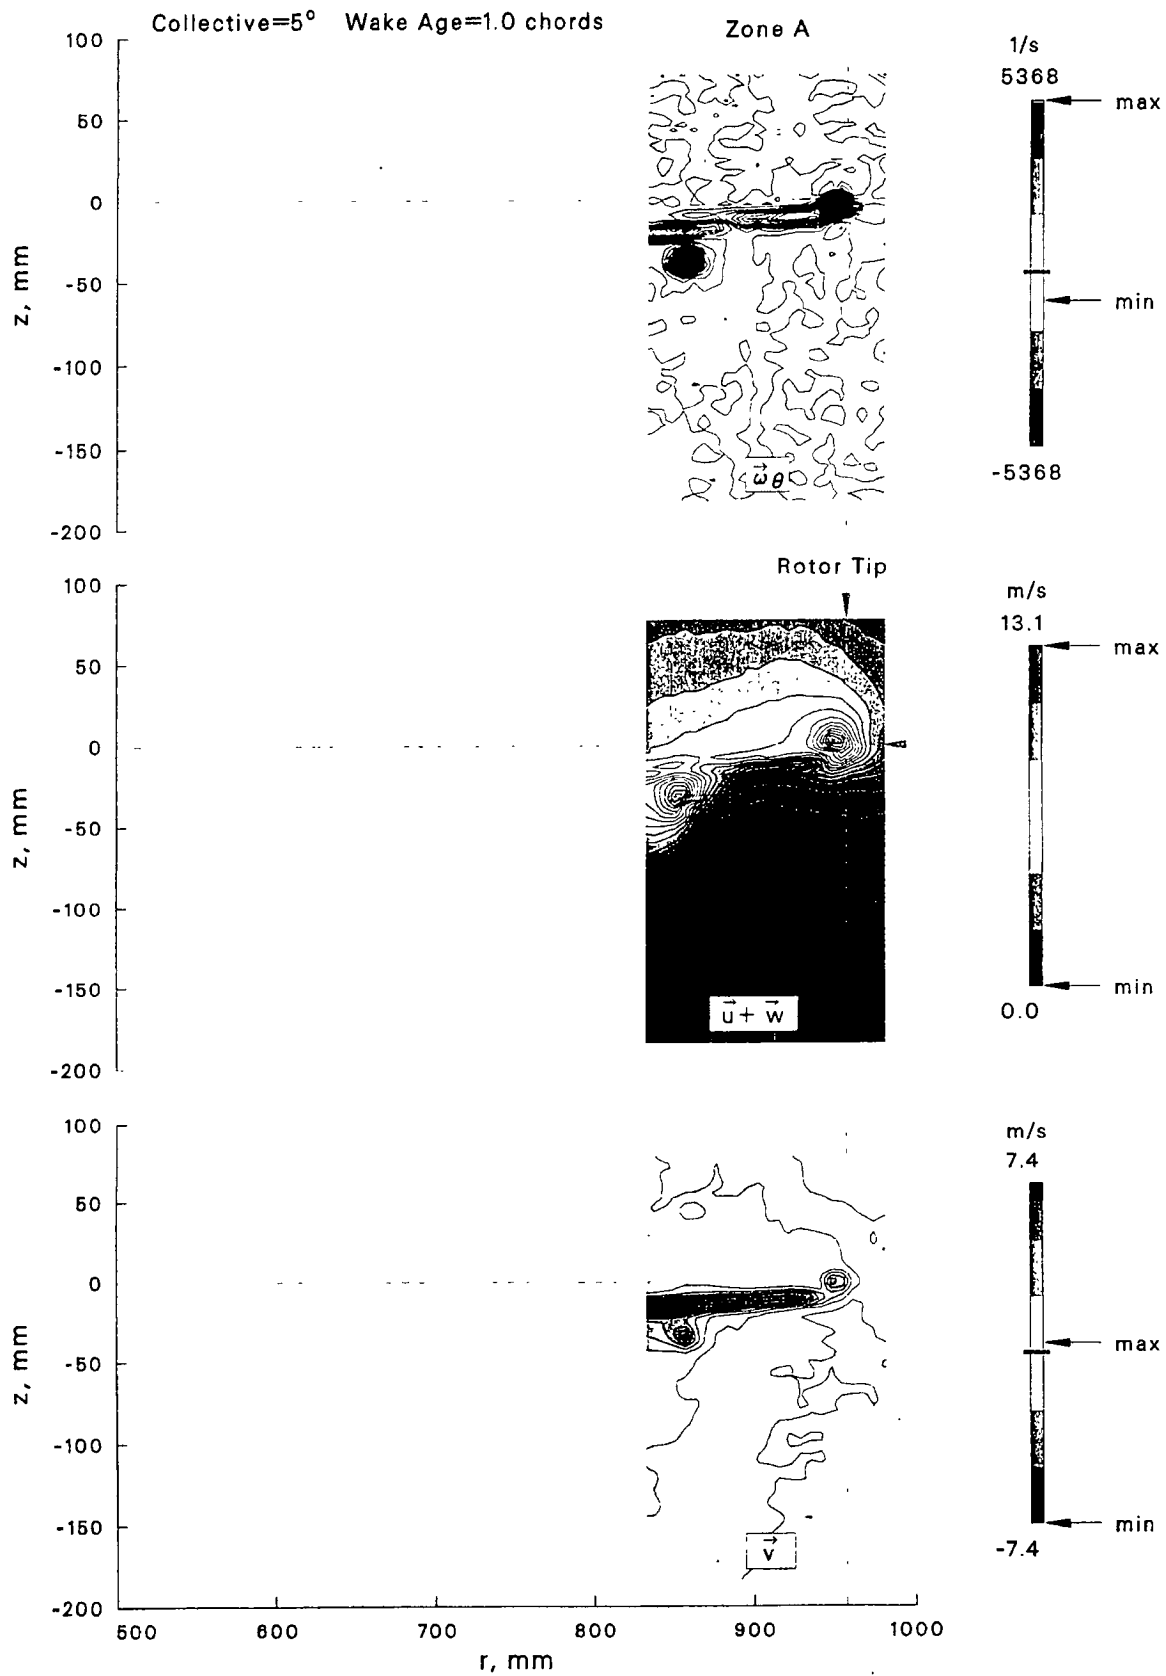 Collective=5° Wake Age=1.0 chords Zone A
1/s
5368
max
min
-5368
100
50
0
-50
-100
-150
-200
z, mm
ω⃗ θ
Rotor Tip
m/s
13.1
max
min
0.0
100
50
0
-50
-100
-150
-200
z, mm
u⃗ + w⃗
m/s
7.4
max
min
-7.4
100
50
0
-50
-100
-150
-200
z, mm
v⃗
500 600 700 800 900 1000
r, mm